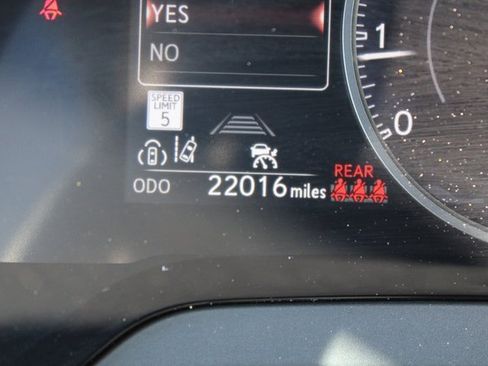 YES
NO
SPEED
LIMIT
5
1
0
REAR
ODO 22016 miles